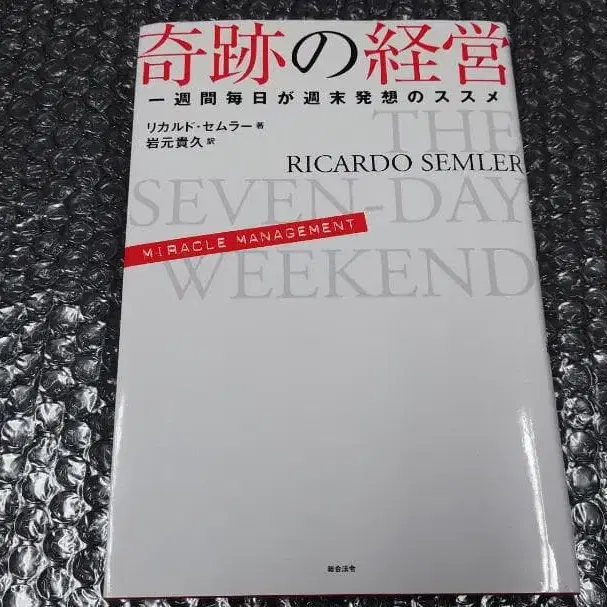 奇跡の経営
一週間毎日が週末発想のススメ
リカルド・セムラー 著
岩元貴久 訳
THE
RICARDO SEMLER
SEVEN-DAY
MIRACLE MANAGEMENT
WEEKEND
総合法令